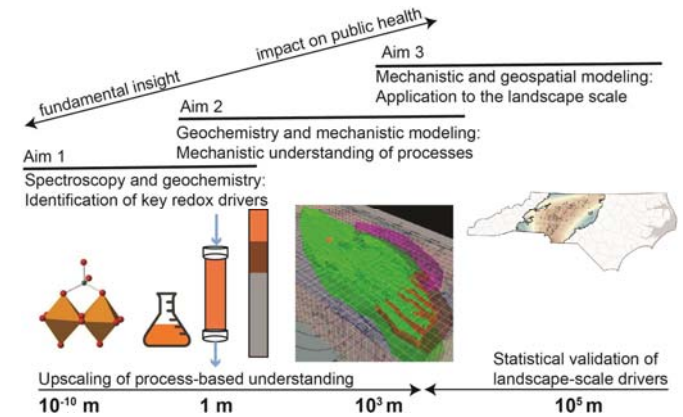 impact on public health
fundamental insight
Aim 3
Mechanistic and geospatial modeling:
Application to the landscape scale
Aim 2
Geochemistry and mechanistic modeling:
Mechanistic understanding of processes
Aim 1
Spectroscopy and geochemistry:
Identification of key redox drivers
Upscaling of process-based understanding
Statistical validation of
landscape-scale drivers
10⁻¹⁰ m
1 m
10³ m
10⁵ m